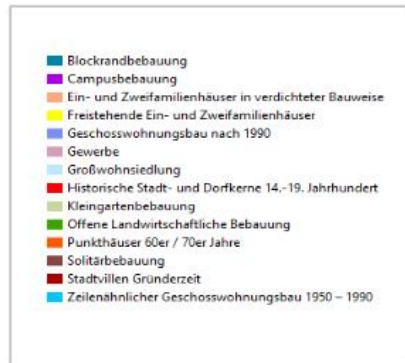 Blockrandbebauung
Campusbebauung
Ein- und Zweifamilienhäuser in verdichteter Bauweise
Freistehende Ein- und Zweifamilienhäuser
Geschosswohnungsbau nach 1990
Gewerbe
Großwohnsiedlung
Historische Stadt- und Dorfkerne 14.-19. Jahrhundert
Kleingartenbebauung
Offene Landwirtschaftliche Bebauung
Punkthäuser 60er / 70er Jahre
Solitärbebauung
Stadtvillen Gründerzeit
Zeilenähnlicher Geschosswohnungsbau 1950 – 1990